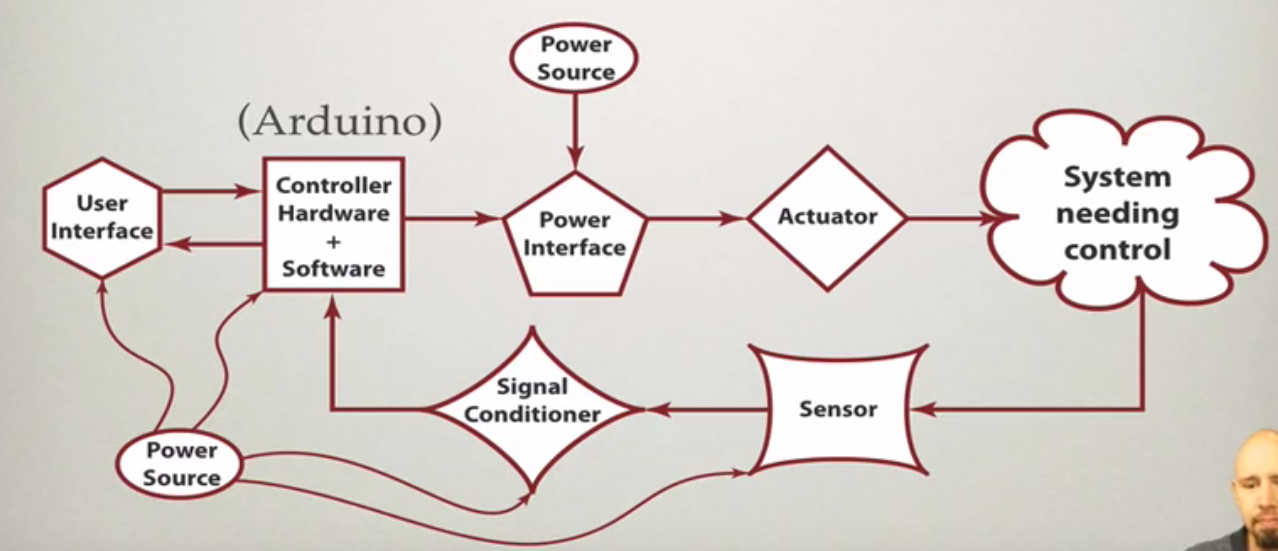 Power
Source
(Arduino)
User
Interface
Controller
Hardware
+
Software
Power
Interface
Actuator
System
needing
control
Signal
Conditioner
Sensor
Power
Source